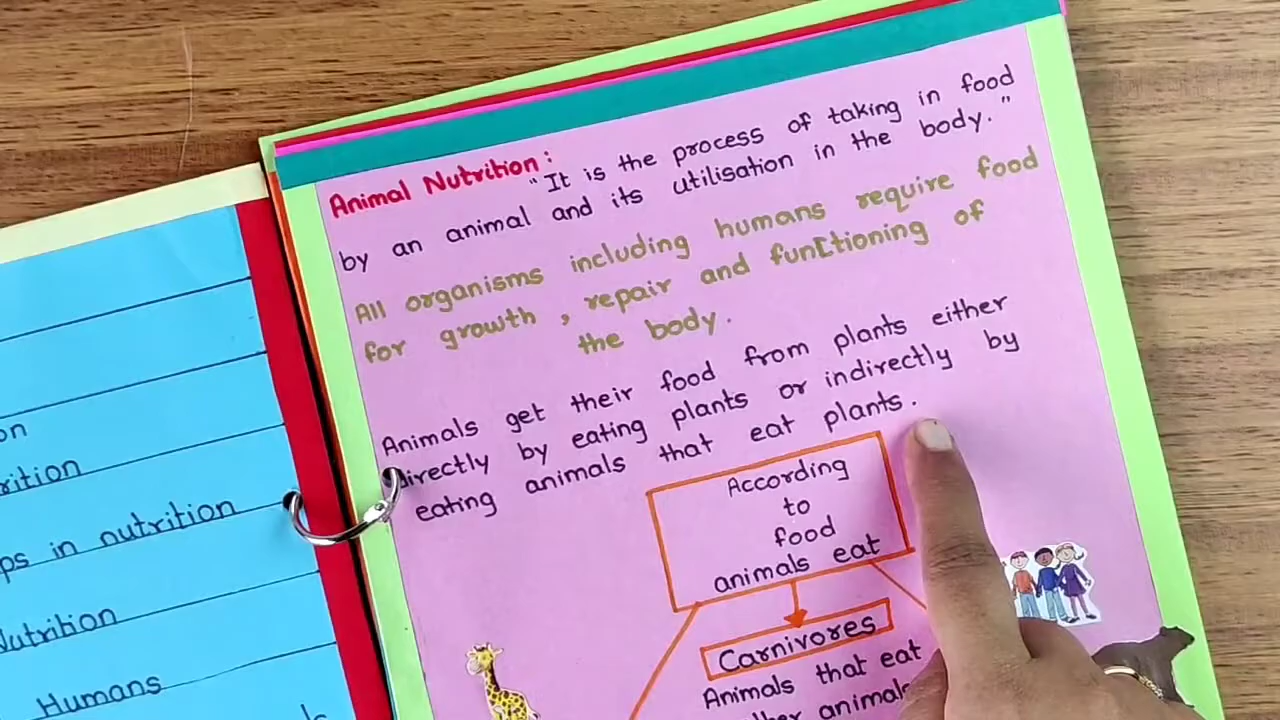 on
rition
ps in nutrition
Nutrition
Humans
Animal Nutrition:
"It is the process of taking in food
by an animal and its utilisation in the body."
All organisms including humans require food
for growth, repair and functioning of
the body.
Animals get their food from plants either
directly by eating plants or indirectly by
eating animals that eat plants.
According
to
food
animals eat
Carnivores
Animals that eat
animals